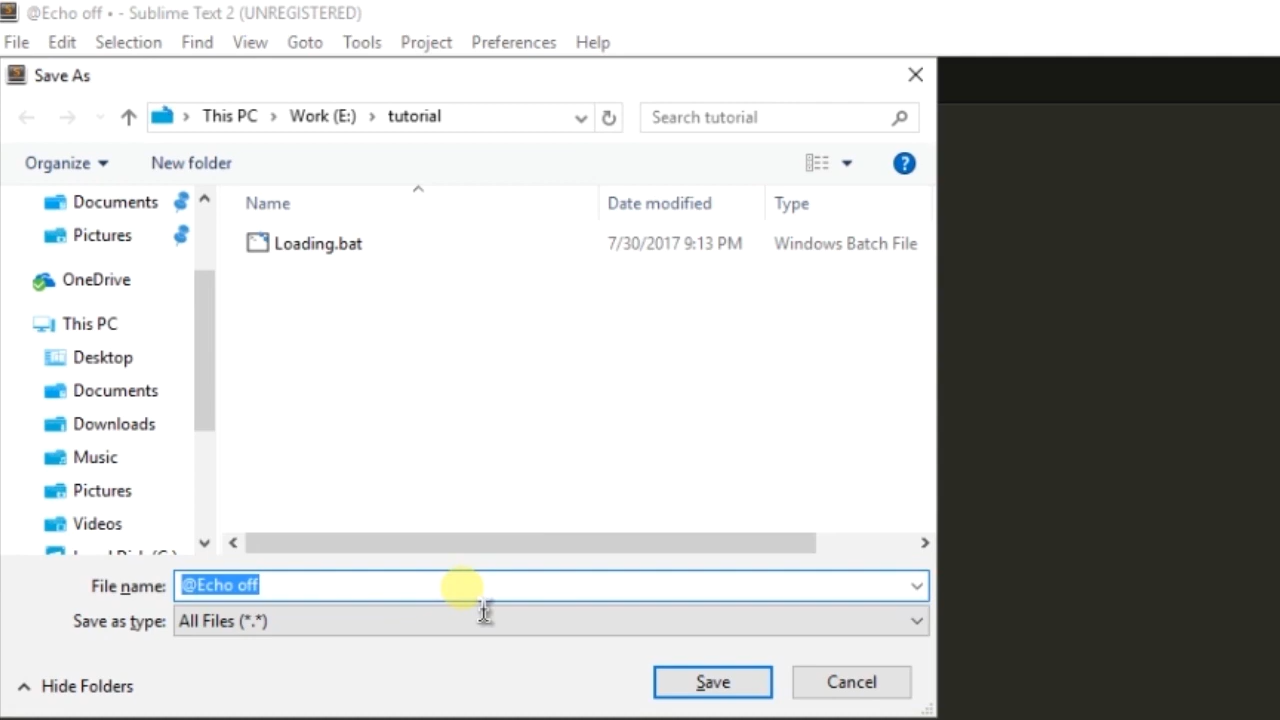 @Echo off • - Sublime Text 2 (UNREGISTERED)
File Edit Selection Find View Goto Tools Project Preferences Help
Save As
This PC > Work (E:) > tutorial
Search tutorial
Organize
New folder
Name
Date modified
Type
Loading.bat
7/30/2017 9:13 PM
Windows Batch File
Documents
Pictures
OneDrive
This PC
Desktop
Documents
Downloads
Music
Pictures
Videos
File name: @Echo off
Save as type: All Files (*.*)
Hide Folders
Save
Cancel